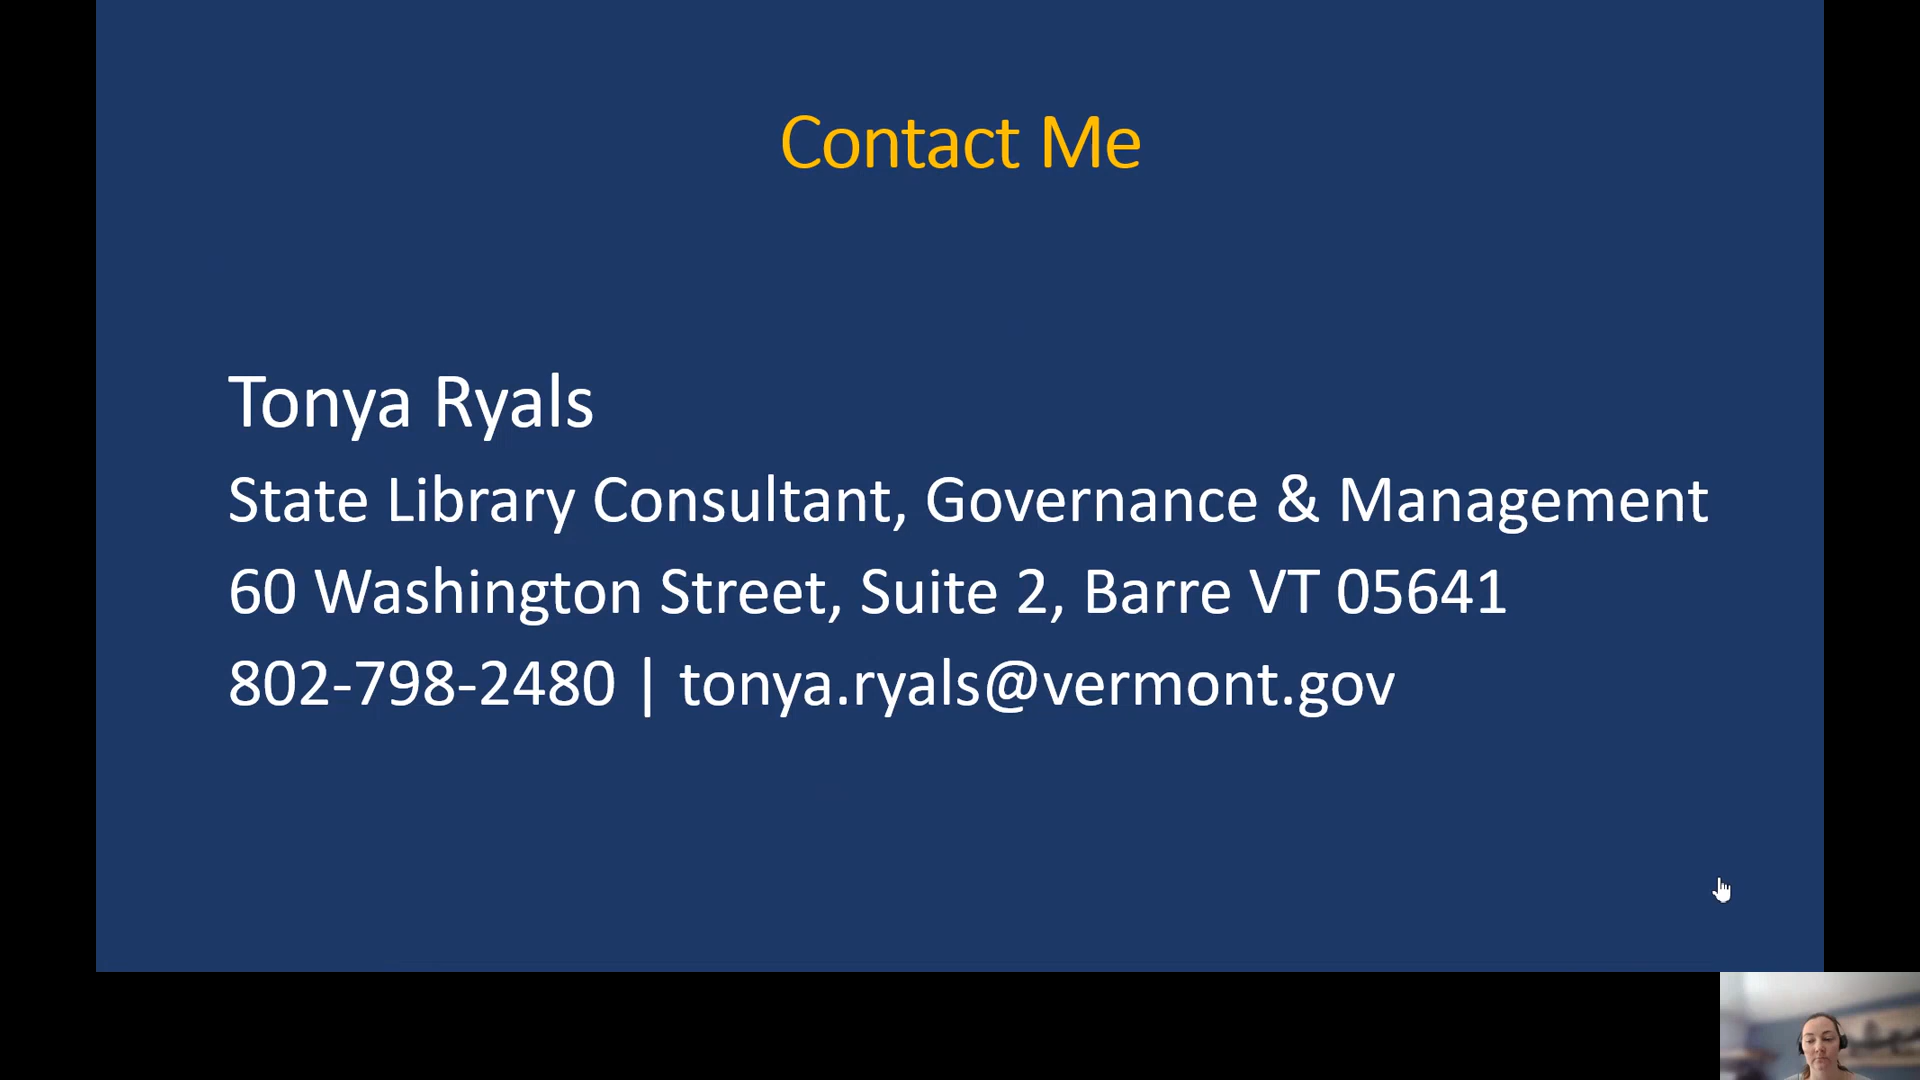 Contact Me
Tonya Ryals
State Library Consultant, Governance & Management
60 Washington Street, Suite 2, Barre VT 05641
802-798-2480 | tonya.ryals@vermont.gov